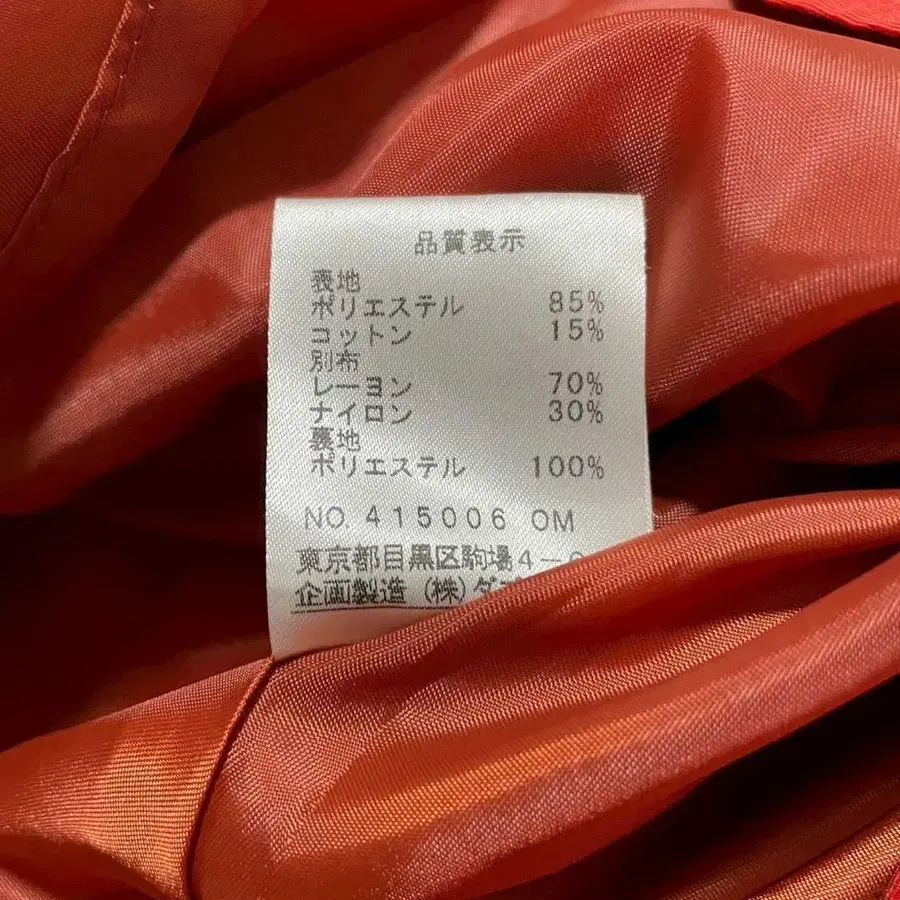 品質表示
表地
ポリエステル 85%
コットン 15%
別布
レーヨン 70%
ナイロン 30%
裏地
ポリエステル 100%
NO. 415006 OM
東京都目黒区駒場4-
企画製造 (株)ダ